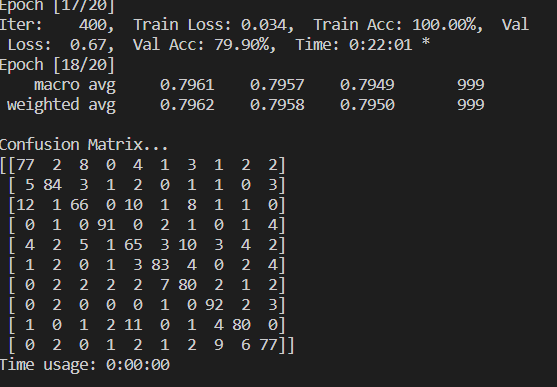 Epoch [17/20]
Iter:    400,  Train Loss: 0.034,  Train Acc: 100.00%,  Val
 Loss:  0.67,  Val Acc: 79.90%,  Time: 0:22:01 *
Epoch [18/20]
   macro avg     0.7961    0.7957    0.7949       999
weighted avg     0.7962    0.7958    0.7950       999

Confusion Matrix...
[[77  2  8  0  4  1  3  1  2  2]
 [ 5 84  3  1  2  0  1  1  0  3]
 [12  1 66  0 10  1  8  1  1  0]
 [ 0  1  0 91  0  2  1  0  1  4]
 [ 4  2  5  1 65  3 10  3  4  2]
 [ 1  2  0  1  3 83  4  0  2  4]
 [ 0  2  2  2  2  7 80  2  1  2]
 [ 0  2  0  0  0  1  0 92  2  3]
 [ 1  0  1  2 11  0  1  4 80  0]
 [ 0  2  0  1  2  1  2  9  6 77]]
Time usage: 0:00:00